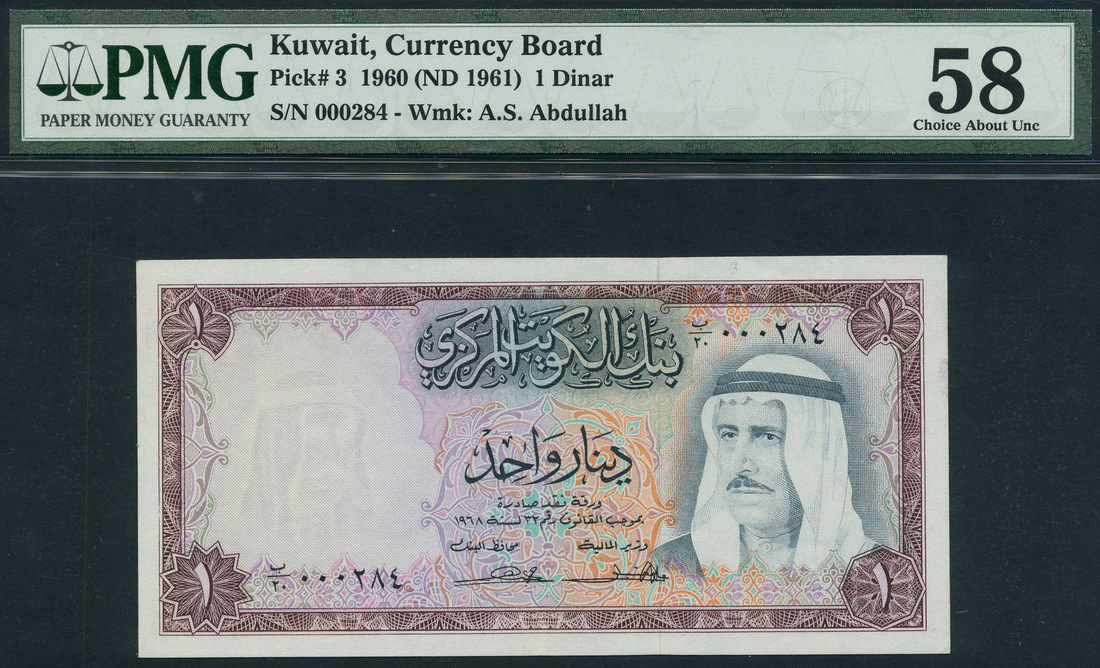 PMG
PAPER MONEY GUARANTY
Kuwait, Currency Board
Pick# 3 1960 (ND 1961) 1 Dinar
S/N 000284 - Wmk: A.S. Abdullah
58
Choice About Unc
١
١
بنك الكويت المركزي
ب/٢٠ ٠٠٠٢٨٤
دينار واحد
ورقة نقد صادرة
بموجب القانون رقم ٣٢ لسنة ١٩٦٨
وزير المالية
محافظ البنك
ب/٢٠ ٠٠٠٢٨٤
١
١